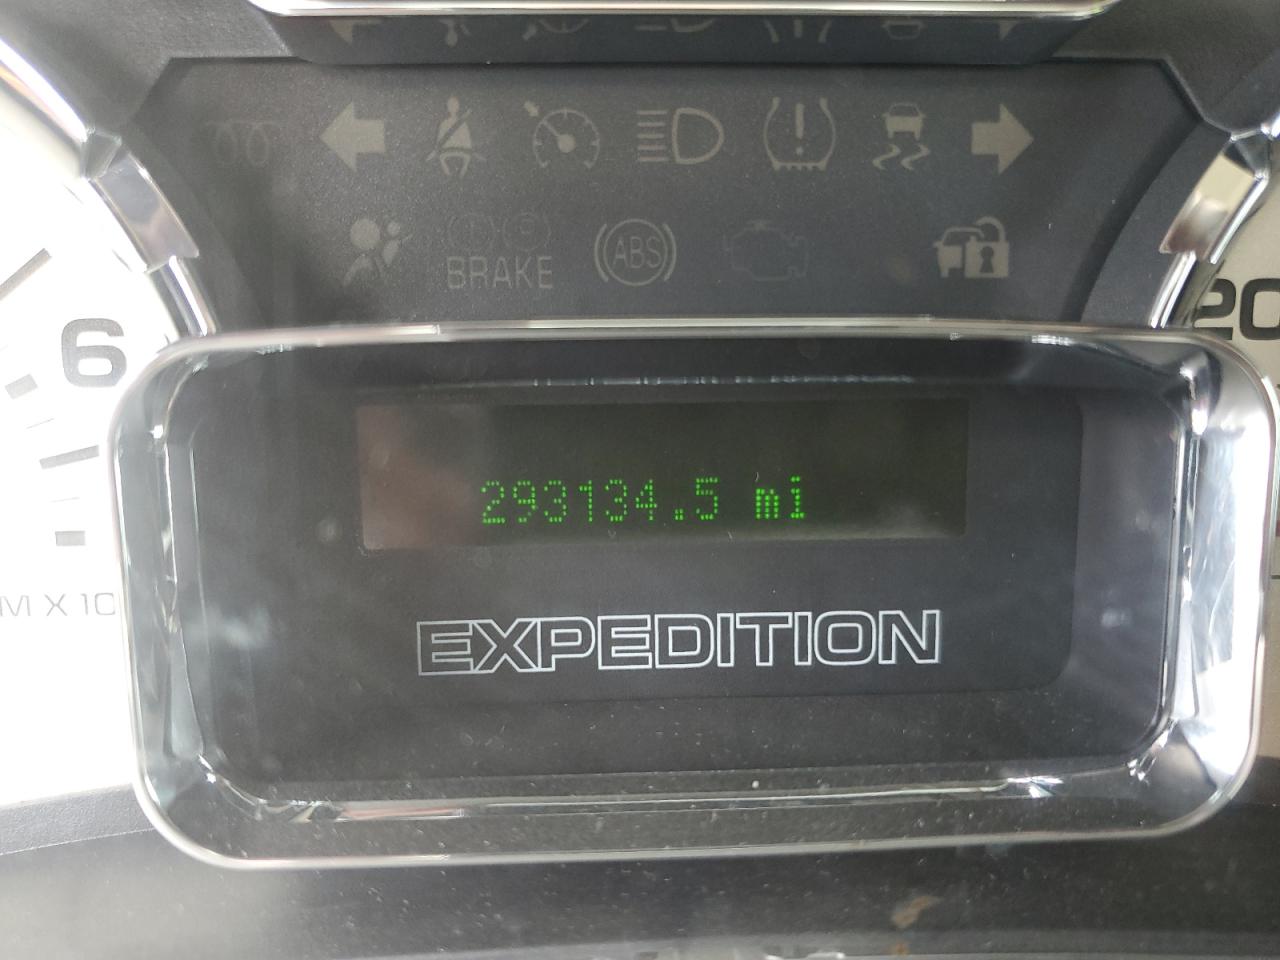 BRAKE
ABS
6
20
M X 10
293134.5 mi
EXPEDITION